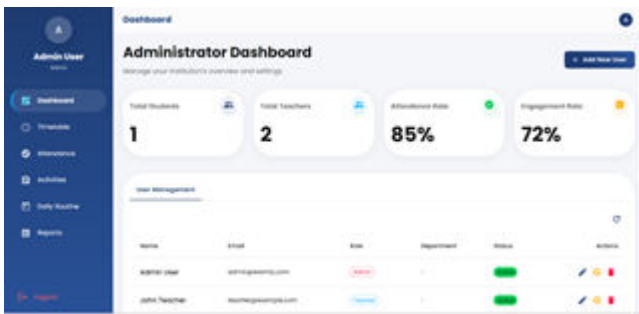 A
Admin User
Admin
Dashboard
Timetable
Attendance
Activities
Daily Routine
Reports
Logout
Dashboard
A
Administrator Dashboard
Manage your institution's overview and settings
+ Add New User
Total Students
1
Total Teachers
2
Attendance Rate
85%
Engagement Rate
72%
User Management
Name Email Role Department Status Actions
Admin User Admin -
John Teacher Teacher -